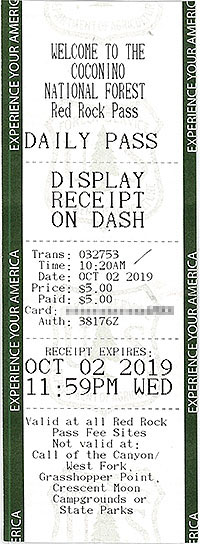 WELCOME TO THE
COCONINO
NATIONAL FOREST
Red Rock Pass
DAILY PASS
DISPLAY
RECEIPT
ON DASH
Trans: 032753
Time: 10:20AM
Date: OCT 02 2019
Price: $5.00
Paid: $5.00
Card:
Auth: 38176Z
RECEIPT EXPIRES:
OCT 02 2019
11:59PM WED
Valid at all Red Rock
Pass Fee Sites
Not valid at:
Call of the Canyon/
West Fork,
Grasshopper Point,
Crescent Moon
Campgrounds or
State Parks
EXPERIENCE YOUR AMERICA
EXPERIENCE YOUR AMERICA
RICA
EXPERIENCE YOUR AMERICA
EXPERIENCE YOUR AMERICA
ERICA